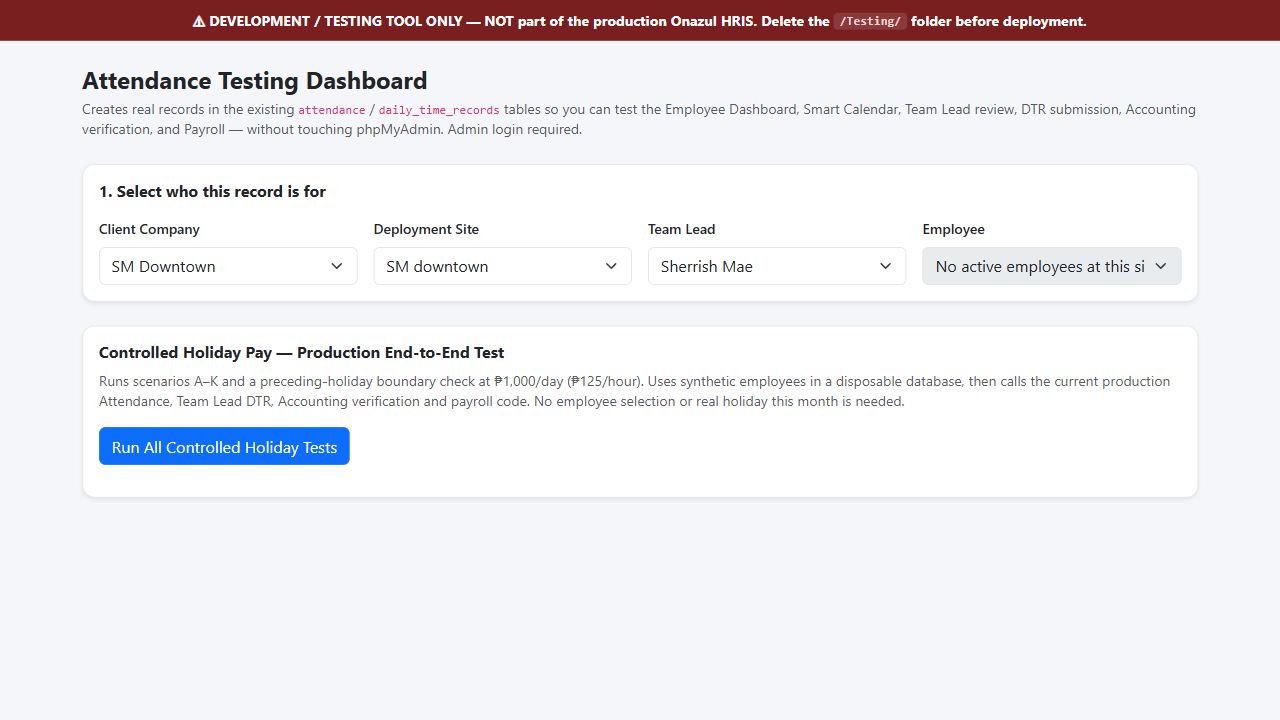 ⚠ DEVELOPMENT / TESTING TOOL ONLY — NOT part of the production Onazul HRIS. Delete the /Testing/ folder before deployment.
Attendance Testing Dashboard
Creates real records in the existing attendance / daily_time_records tables so you can test the Employee Dashboard, Smart Calendar, Team Lead review, DTR submission, Accounting
verification, and Payroll — without touching phpMyAdmin. Admin login required.
1. Select who this record is for
Client Company Deployment Site Team Lead Employee
SM Downtown SM downtown Sherrish Mae No active employees at this si
Controlled Holiday Pay — Production End-to-End Test
Runs scenarios A–K and a preceding-holiday boundary check at ₱1,000/day (₱125/hour). Uses synthetic employees in a disposable database, then calls the current production
Attendance, Team Lead DTR, Accounting verification and payroll code. No employee selection or real holiday this month is needed.
Run All Controlled Holiday Tests